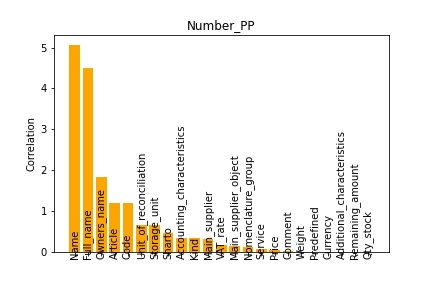 Number_PP
Correlation
5
4
3
2
1
0
Name
Full_name
Owners_name
Article
Code
Unit_of_reconciliation
Storage_unit
Accounting_characteristics
Kind
Main_supplier
VAT_rate
Main_supplier_object
Nomenclature_group
Service
Price
Comment
Weight
Predefined
Currency
Additional_characteristics
Remaining_amount
Qty_stock